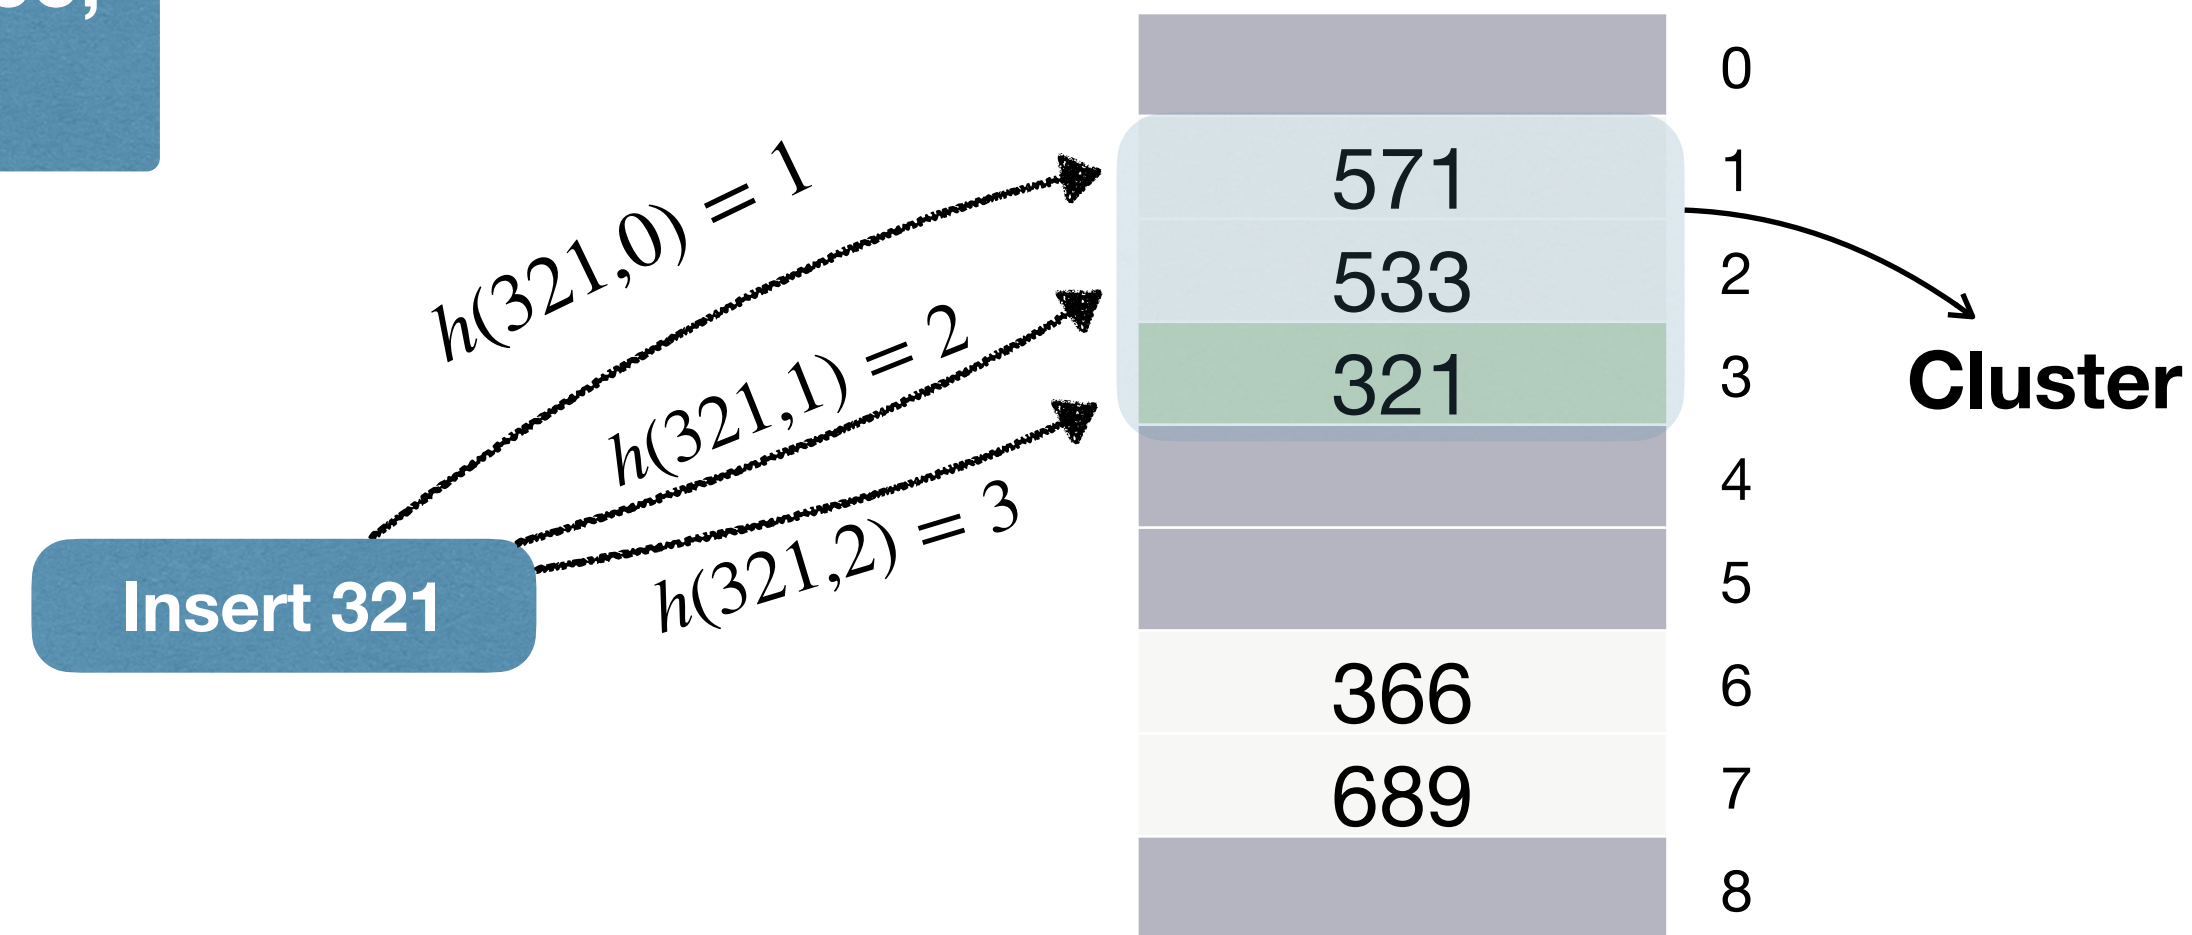 h(321,0) = 1
h(321,1) = 2
h(321,2) = 3
Insert 321
0
571 1
533 2
321 3
Cluster
4
5
366 6
689 7
8